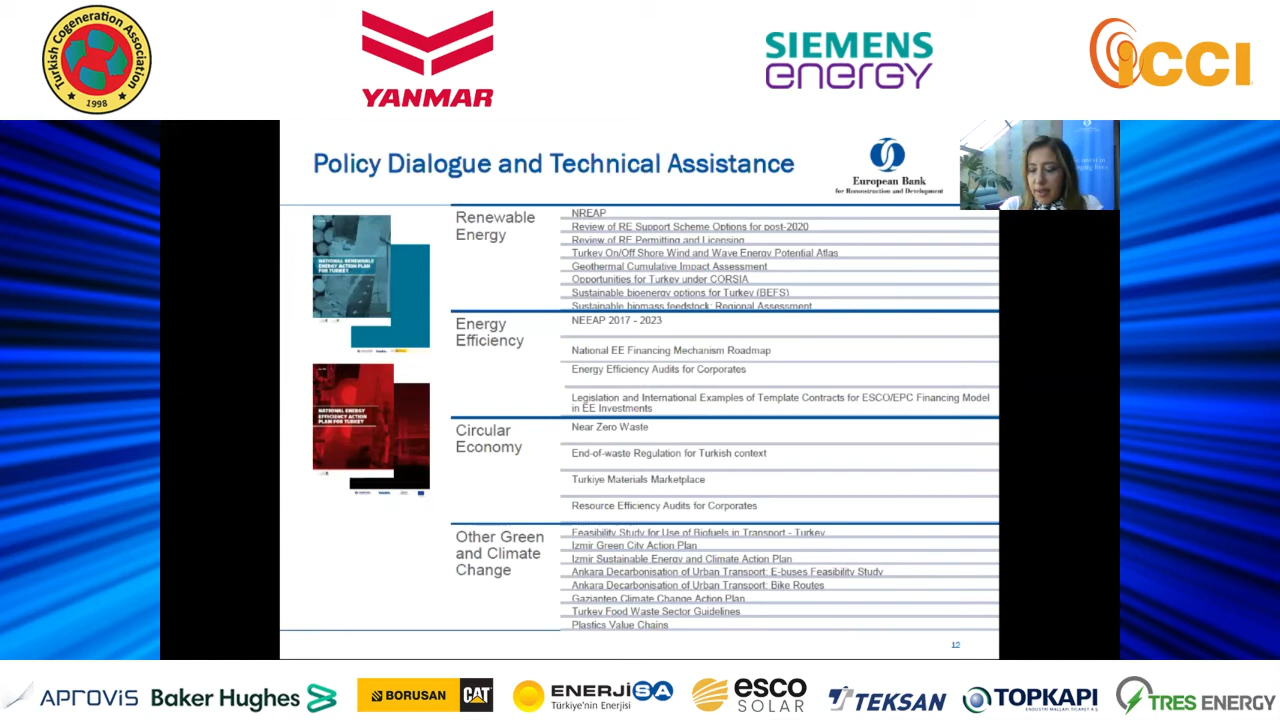 Turkish Cogeneration Association
1998
YANMAR
SIEMENS
energy
iCCI
Policy Dialogue and Technical Assistance
European Bank
for Reconstruction and Development
NATIONAL RENEWABLE
ENERGY ACTION PLAN
FOR TURKEY
NATIONAL ENERGY
EFFICIENCY ACTION
PLAN FOR TURKEY
Renewable
Energy
NREAP
Review of RE Support Scheme Options for post-2020
Review of RE Permitting and Licensing
Turkey On/Off Shore Wind and Wave Energy Potential Atlas
Geothermal Cumulative Impact Assessment
Opportunities for Turkey under CORSIA
Sustainable bioenergy options for Turkey (BEFS)
Sustainable biomass feedstock: Regional Assessment
Energy
Efficiency
NEEAP 2017 - 2023
National EE Financing Mechanism Roadmap
Energy Efficiency Audits for Corporates
Legislation and International Examples of Template Contracts for ESCO/EPC Financing Model
in EE Investments
Circular
Economy
Near Zero Waste
End-of-waste Regulation for Turkish context
Turkiye Materials Marketplace
Resource Efficiency Audits for Corporates
Other Green
and Climate
Change
Feasibility Study for Use of Biofuels in Transport - Turkey
Izmir Green City Action Plan
Izmir Sustainable Energy and Climate Action Plan
Ankara Decarbonisation of Urban Transport: E-buses Feasibility Study
Ankara Decarbonisation of Urban Transport: Bike Routes
Gaziantep Climate Change Action Plan
Turkey Food Waste Sector Guidelines
Plastics Value Chains
12
APROVIS
Baker Hughes
BORUSAN
CAT
ENERJiSA
Türkiye'nin Enerjisi
esco
SOLAR
TEKSAN
TOPKAPI
ENDÜSTRİ MALLARI TİCARET A.Ş.
TRES ENERGY